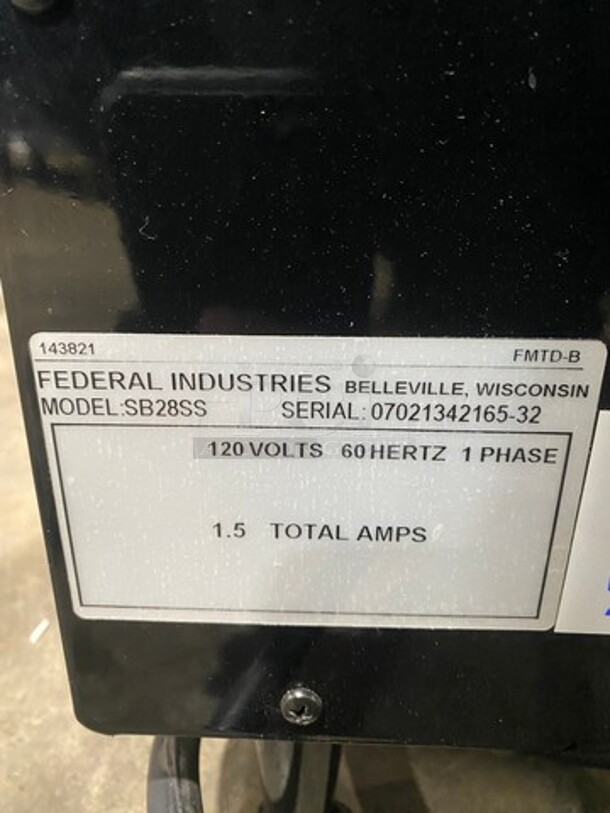 143821 FMTD-B
FEDERAL INDUSTRIES BELLEVILLE, WISCONSIN
MODEL:SB28SS SERIAL: 07021342165-32
120 VOLTS 60 HERTZ 1 PHASE
1.5 TOTAL AMPS